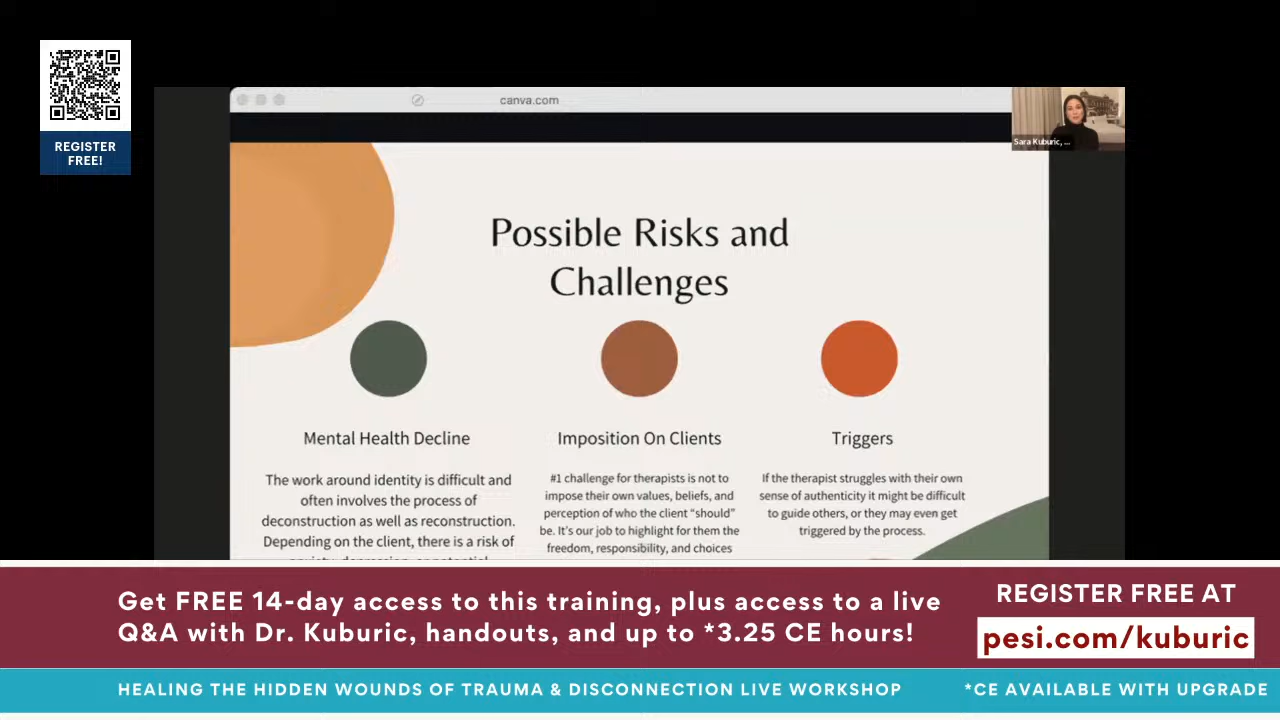 REGISTER
FREE!
canva.com
Sara Kuburic, ...
Possible Risks and
Challenges
Mental Health Decline
The work around identity is difficult and
often involves the process of
deconstruction as well as reconstruction.
Depending on the client, there is a risk of
Imposition On Clients
#1 challenge for therapists is not to
impose their own values, beliefs, and
perception of who the client “should”
be. It’s our job to highlight for them the
freedom, responsibility, and choices
Triggers
If the therapist struggles with their own
sense of authenticity it might be difficult
to guide others, or they may even get
triggered by the process.
Get FREE 14-day access to this training, plus access to a live
Q&A with Dr. Kuburic, handouts, and up to *3.25 CE hours!
REGISTER FREE AT
pesi.com/kuburic
HEALING THE HIDDEN WOUNDS OF TRAUMA & DISCONNECTION LIVE WORKSHOP
*CE AVAILABLE WITH UPGRADE